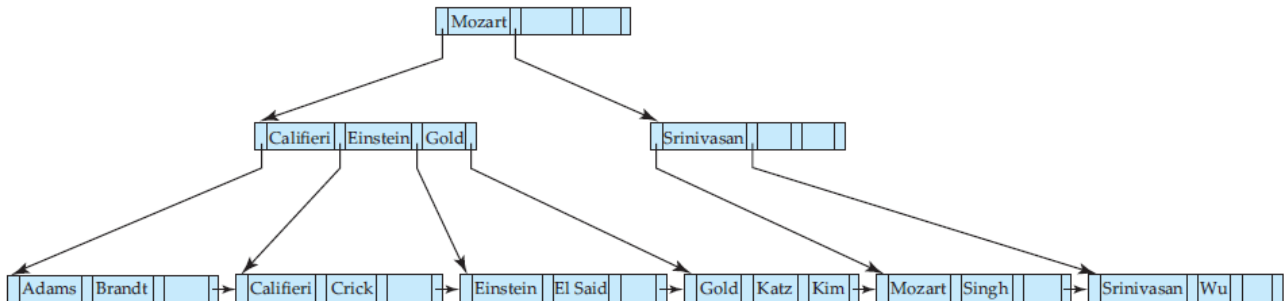 Mozart
Califieri Einstein Gold Srinivasan
Adams Brandt Califieri Crick Einstein El Said Gold Katz Kim Mozart Singh Srinivasan Wu